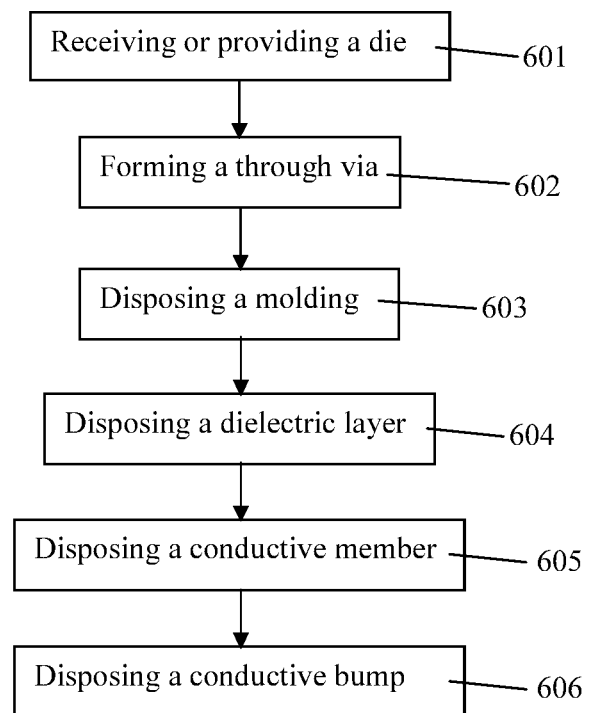 Receiving or providing a die
601
Forming a through via
602
Disposing a molding
603
Disposing a dielectric layer
604
Disposing a conductive member
605
Disposing a conductive bump
606